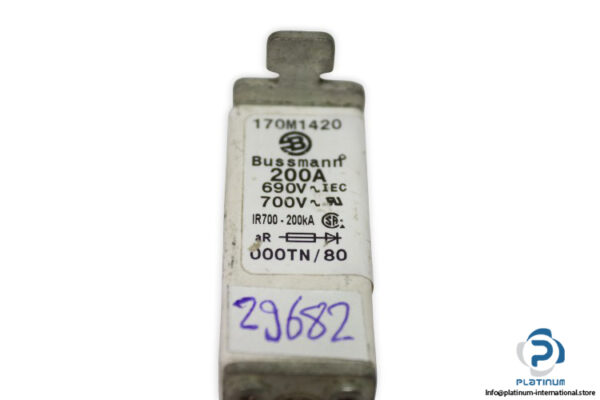 170M1420
B
Bussmann
200A
690V~IEC
700V~
IR700 - 200kA
aR
000TN/80
29682
PLATINUM
Info@platinum-international.store